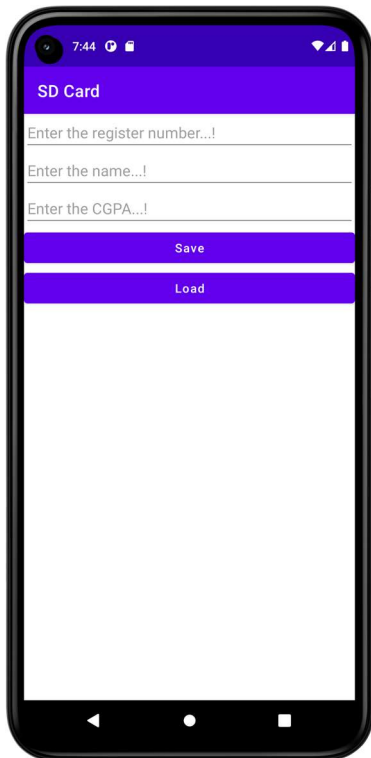 7:44
SD Card
Enter the register number...!
Enter the name...!
Enter the CGPA...!
Save
Load